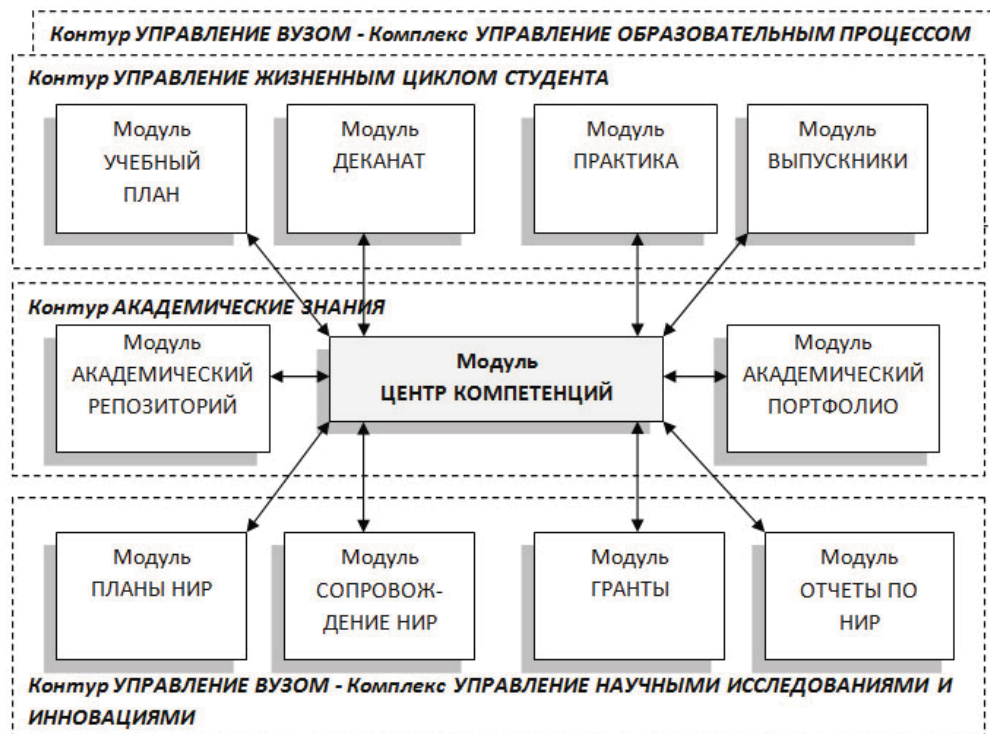 Контур УПРАВЛЕНИЕ ВУЗОМ - Комплекс УПРАВЛЕНИЕ ОБРАЗОВАТЕЛЬНЫМ ПРОЦЕССОМ
Контур УПРАВЛЕНИЕ ЖИЗНЕННЫМ ЦИКЛОМ СТУДЕНТА
Модуль
УЧЕБНЫЙ
ПЛАН
Модуль
ДЕКАНАТ
Модуль
ПРАКТИКА
Модуль
ВЫПУСКНИКИ
Контур АКАДЕМИЧЕСКИЕ ЗНАНИЯ
Модуль
АКАДЕМИЧЕСКИЙ
РЕПОЗИТОРИЙ
Модуль
ЦЕНТР КОМПЕТЕНЦИЙ
Модуль
АКАДЕМИЧЕСКИЙ
ПОРТФОЛИО
Модуль
ПЛАНЫ НИР
Модуль
СОПРОВОЖ-
ДЕНИЕ НИР
Модуль
ГРАНТЫ
Модуль
ОТЧЕТЫ ПО
НИР
Контур УПРАВЛЕНИЕ ВУЗОМ - Комплекс УПРАВЛЕНИЕ НАУЧНЫМИ ИССЛЕДОВАНИЯМИ И
ИННОВАЦИЯМИ